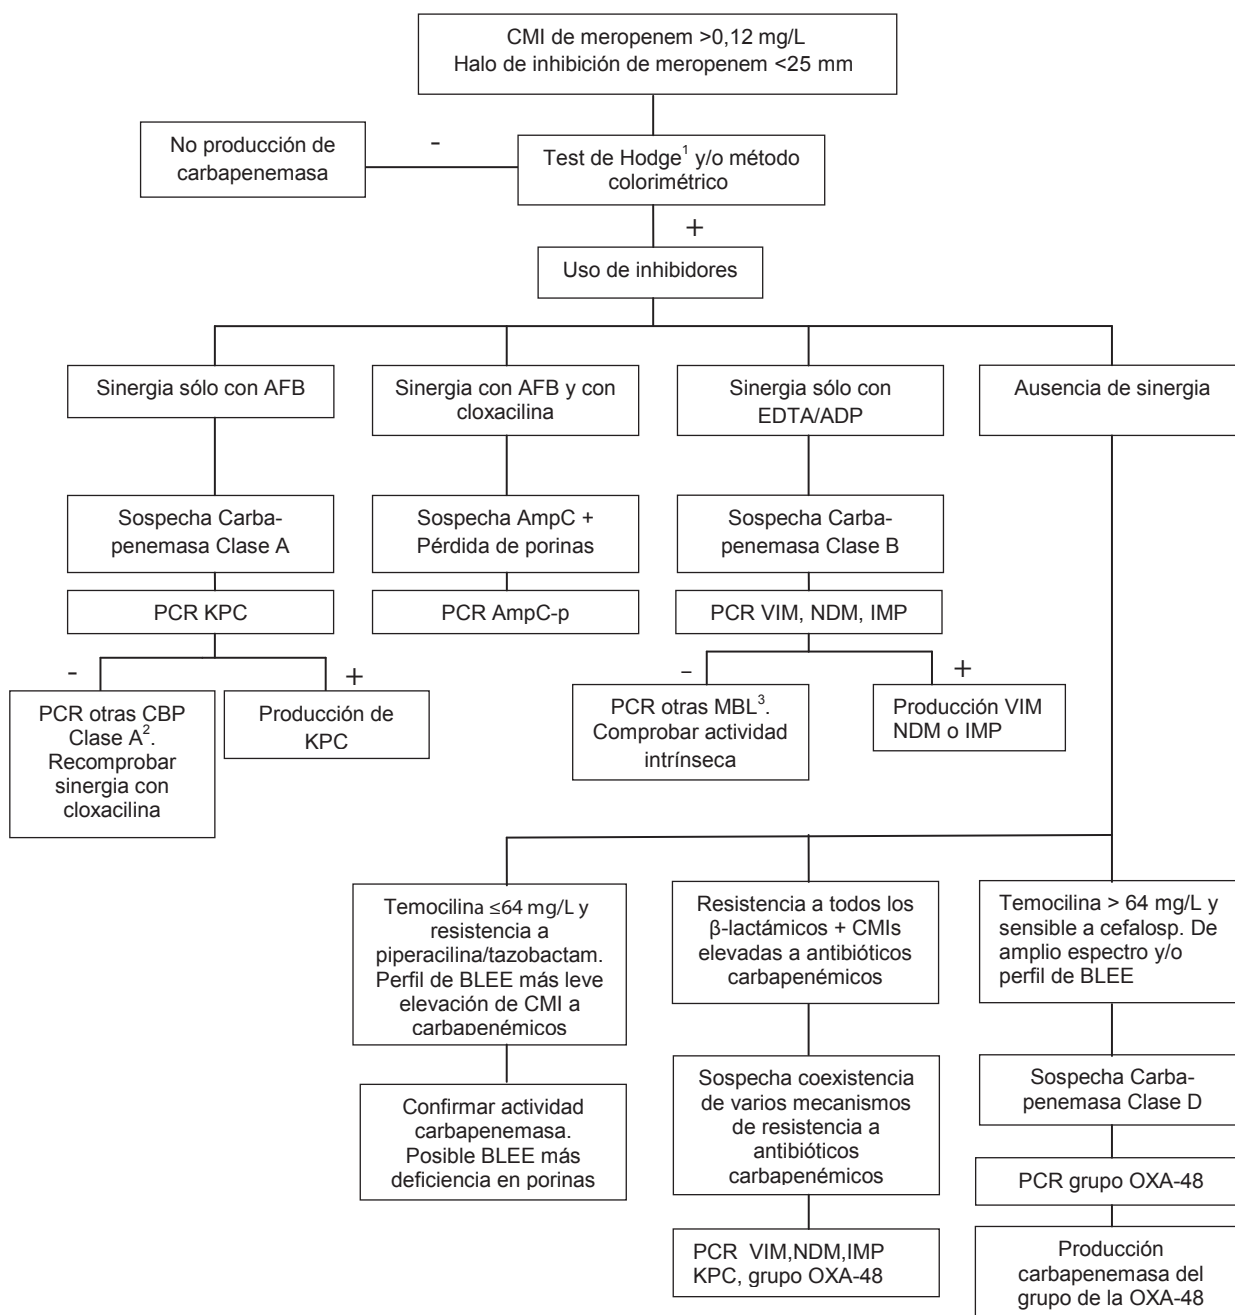 CMI de meropenem >0,12 mg/L
Halo de inhibición de meropenem <25 mm
No producción de
carbapenemasa
-
Test de Hodge1 y/o método
colorimétrico
+
Uso de inhibidores
Sinergia sólo con AFB
Sinergia con AFB y con
cloxacilina
Sinergia sólo con
EDTA/ADP
Ausencia de sinergia
Sospecha Carba-
penemasa Clase A
Sospecha AmpC +
Pérdida de porinas
Sospecha Carba-
penemasa Clase B
PCR KPC
PCR AmpC-p
PCR VIM, NDM, IMP
-
+
–
+
PCR otras CBP
Clase A2.
Recomprobar
sinergia con
cloxacilina
Producción de
KPC
PCR otras MBL3.
Comprobar actividad
intrínseca
Producción VIM
NDM o IMP
Temocilina ≤64 mg/L y
resistencia a
piperacilina/tazobactam.
Perfil de BLEE más leve
elevación de CMI a
carbapenémicos
Resistencia a todos los
β-lactámicos + CMIs
elevadas a antibióticos
carbapenémicos
Temocilina > 64 mg/L y
sensible a cefalosp. De
amplio espectro y/o
perfil de BLEE
Confirmar actividad
carbapenemasa.
Posible BLEE más
deficiencia en porinas
Sospecha coexistencia
de varios mecanismos
de resistencia a
antibióticos
carbapenémicos
Sospecha Carba-
penemasa Clase D
PCR grupo OXA-48
PCR VIM,NDM,IMP
KPC, grupo OXA-48
Producción
carbapenemasa del
grupo de la OXA-48